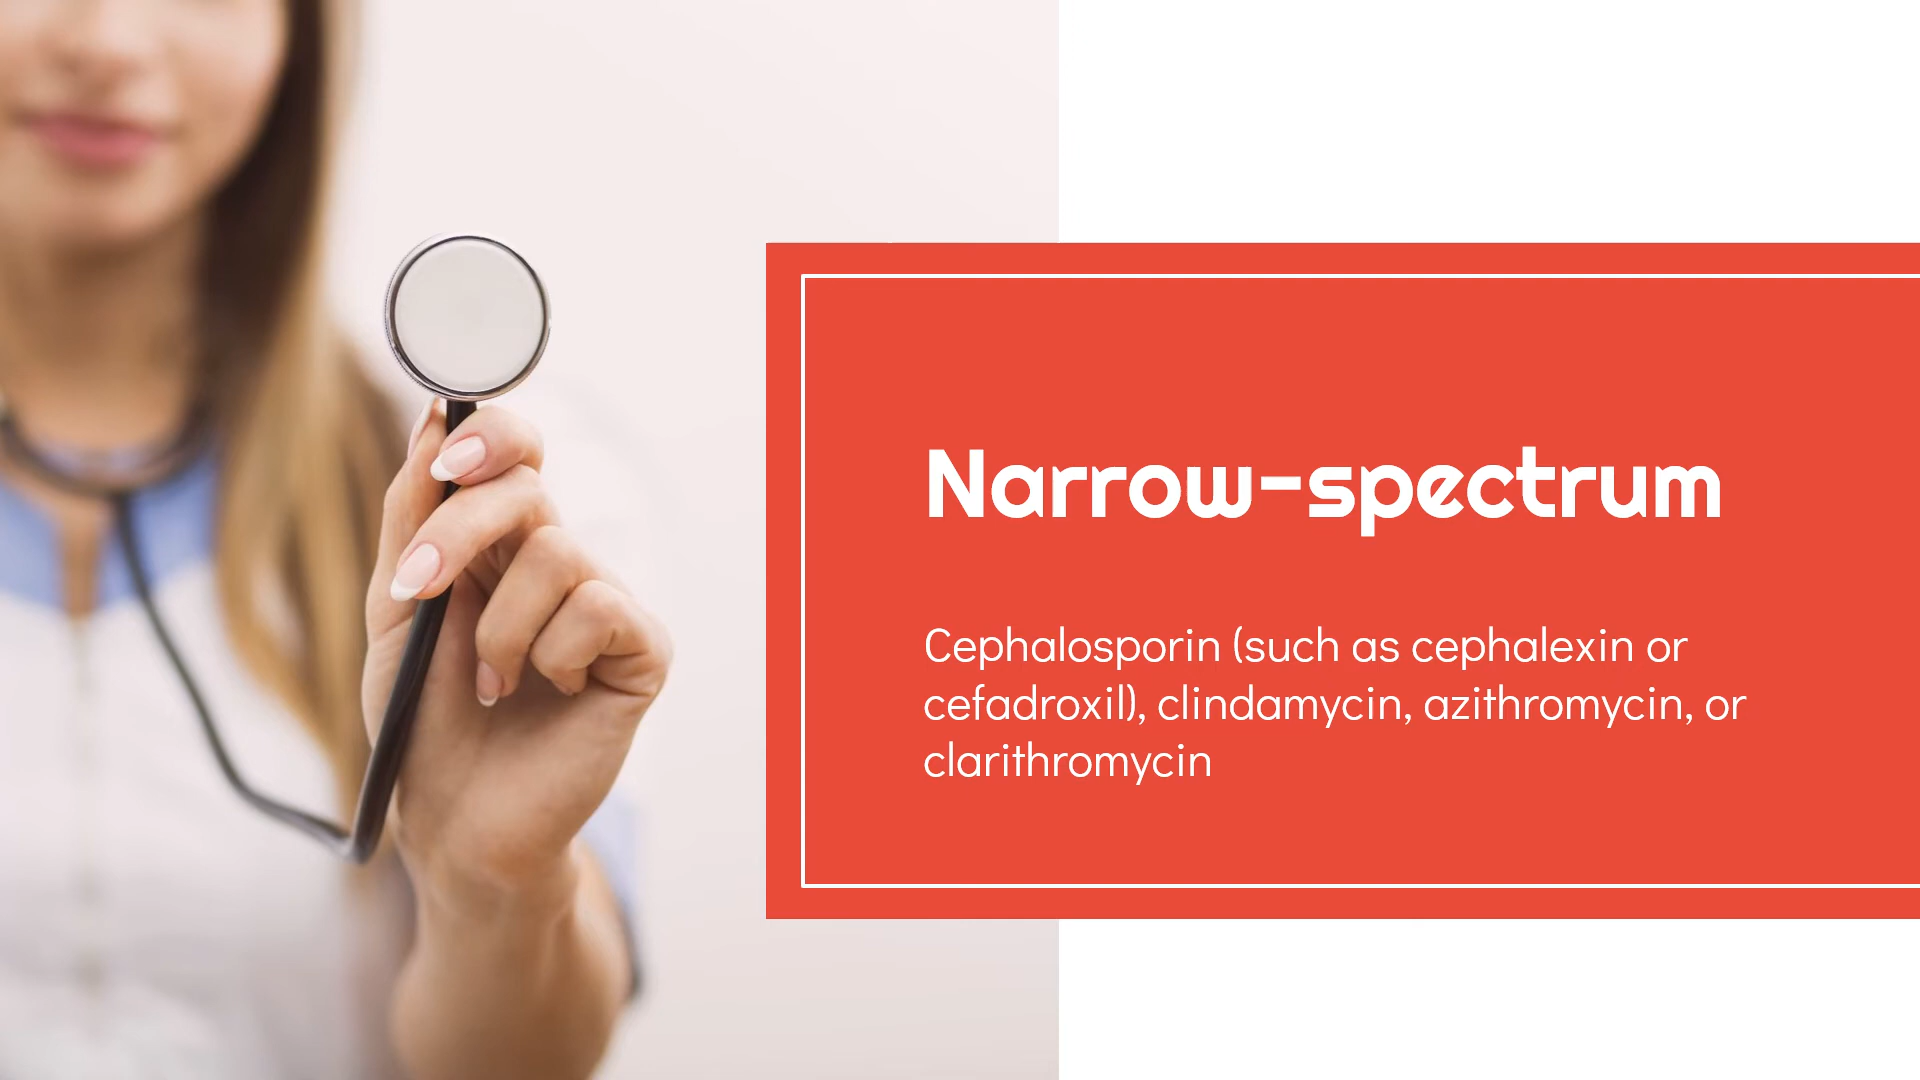 Narrow-spectrum
Cephalosporin (such as cephalexin or
cefadroxil), clindamycin, azithromycin, or
clarithromycin